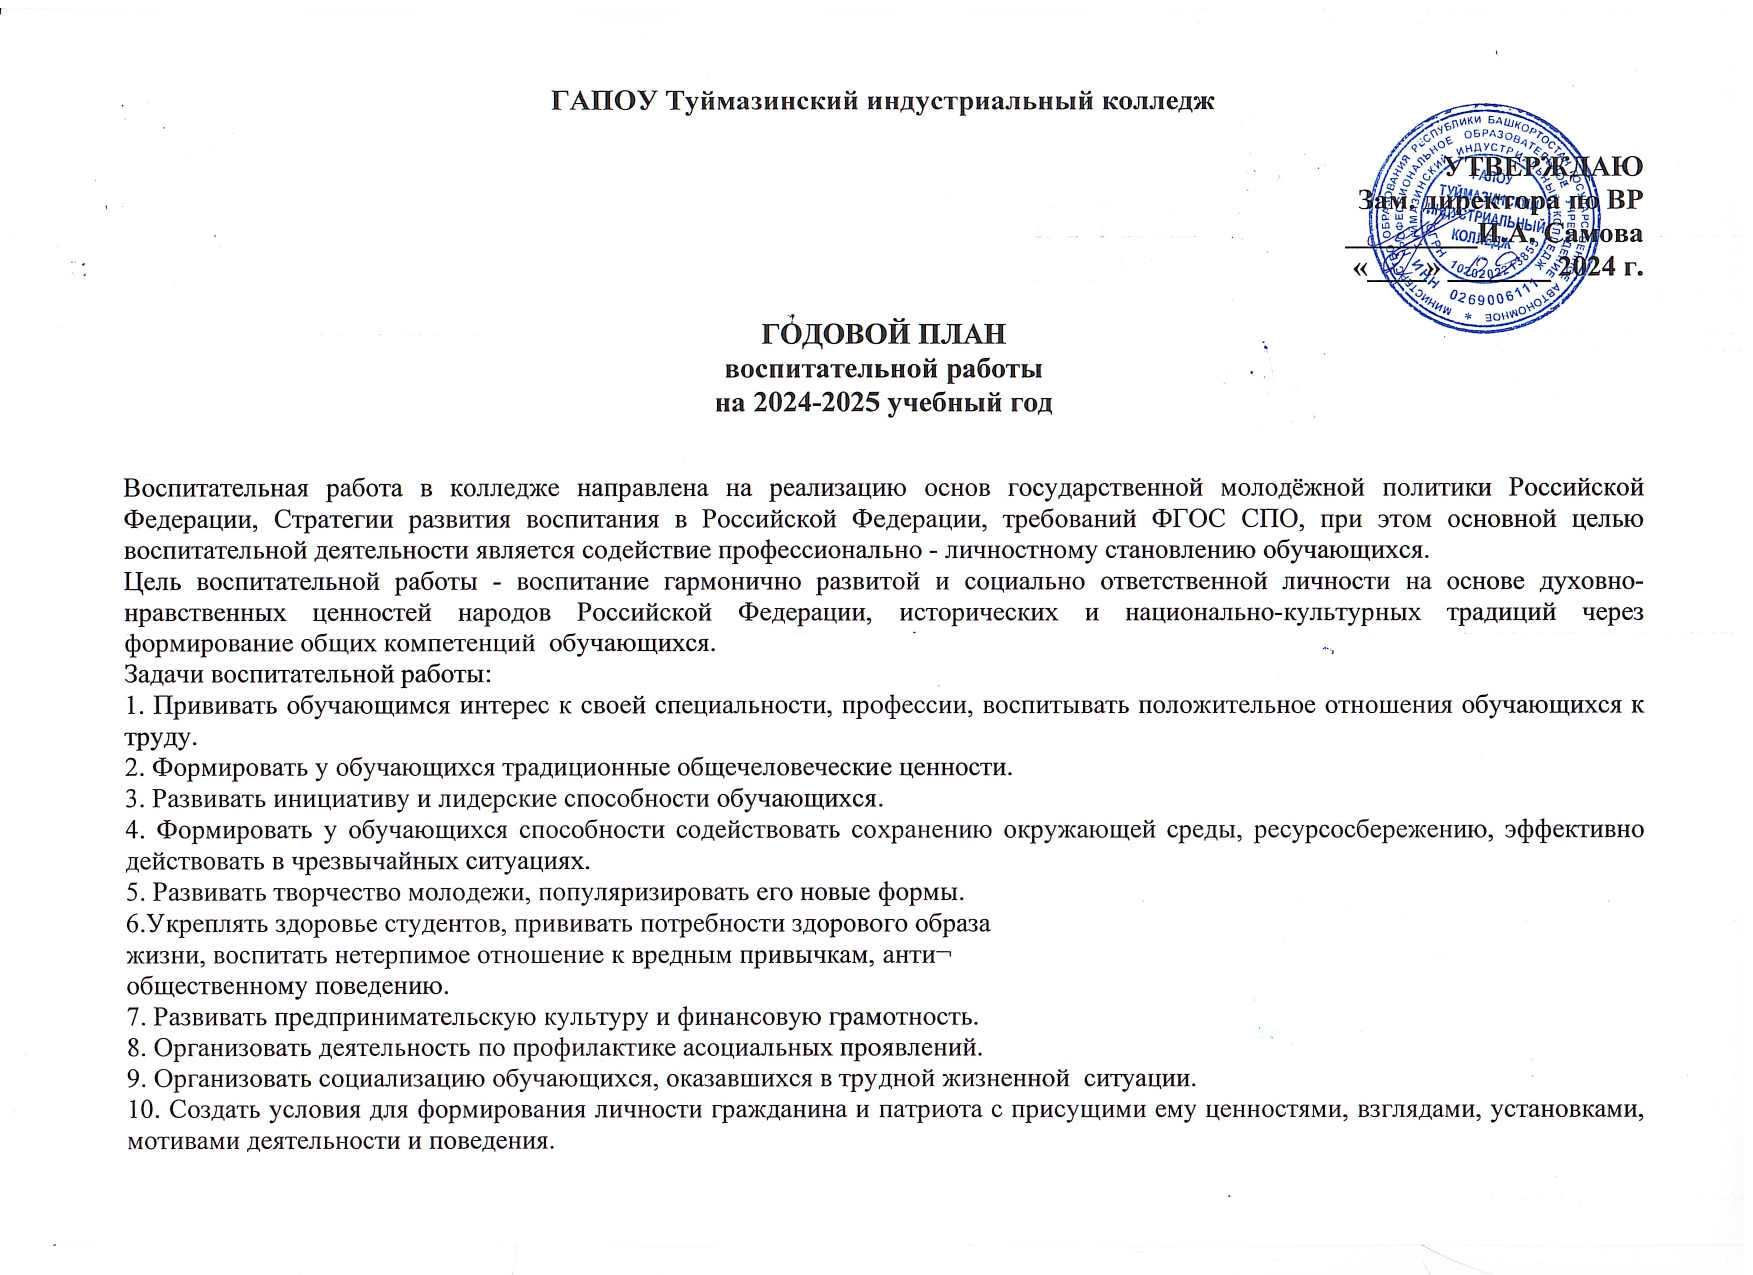 ГАПОУ Туймазинский индустриальный колледж
УТВЕРЖДАЮ
Зам. директора по ВР
__________И.А. Самова
«____» _______ 2024 г.
ГАПОУ
ТУЙМАЗИНСКИЙ
ИНДУСТРИАЛЬНЫЙ
КОЛЛЕДЖ
ИНН 0269006111
ГОДОВОЙ ПЛАН
воспитательной работы
на 2024-2025 учебный год
Воспитательная работа в колледже направлена на реализацию основ государственной молодёжной политики Российской
Федерации, Стратегии развития воспитания в Российской Федерации, требований ФГОС СПО, при этом основной целью
воспитательной деятельности является содействие профессионально - личностному становлению обучающихся.
Цель воспитательной работы - воспитание гармонично развитой и социально ответственной личности на основе духовно-
нравственных ценностей народов Российской Федерации, исторических и национально-культурных традиций через
формирование общих компетенций обучающихся.
Задачи воспитательной работы:
1. Прививать обучающимся интерес к своей специальности, профессии, воспитывать положительное отношения обучающихся к
труду.
2. Формировать у обучающихся традиционные общечеловеческие ценности.
3. Развивать инициативу и лидерские способности обучающихся.
4. Формировать у обучающихся способности содействовать сохранению окружающей среды, ресурсосбережению, эффективно
действовать в чрезвычайных ситуациях.
5. Развивать творчество молодежи, популяризировать его новые формы.
6.Укреплять здоровье студентов, прививать потребности здорового образа
жизни, воспитать нетерпимое отношение к вредным привычкам, анти¬
общественному поведению.
7. Развивать предпринимательскую культуру и финансовую грамотность.
8. Организовать деятельность по профилактике асоциальных проявлений.
9. Организовать социализацию обучающихся, оказавшихся в трудной жизненной ситуации.
10. Создать условия для формирования личности гражданина и патриота с присущими ему ценностями, взглядами, установками,
мотивами деятельности и поведения.